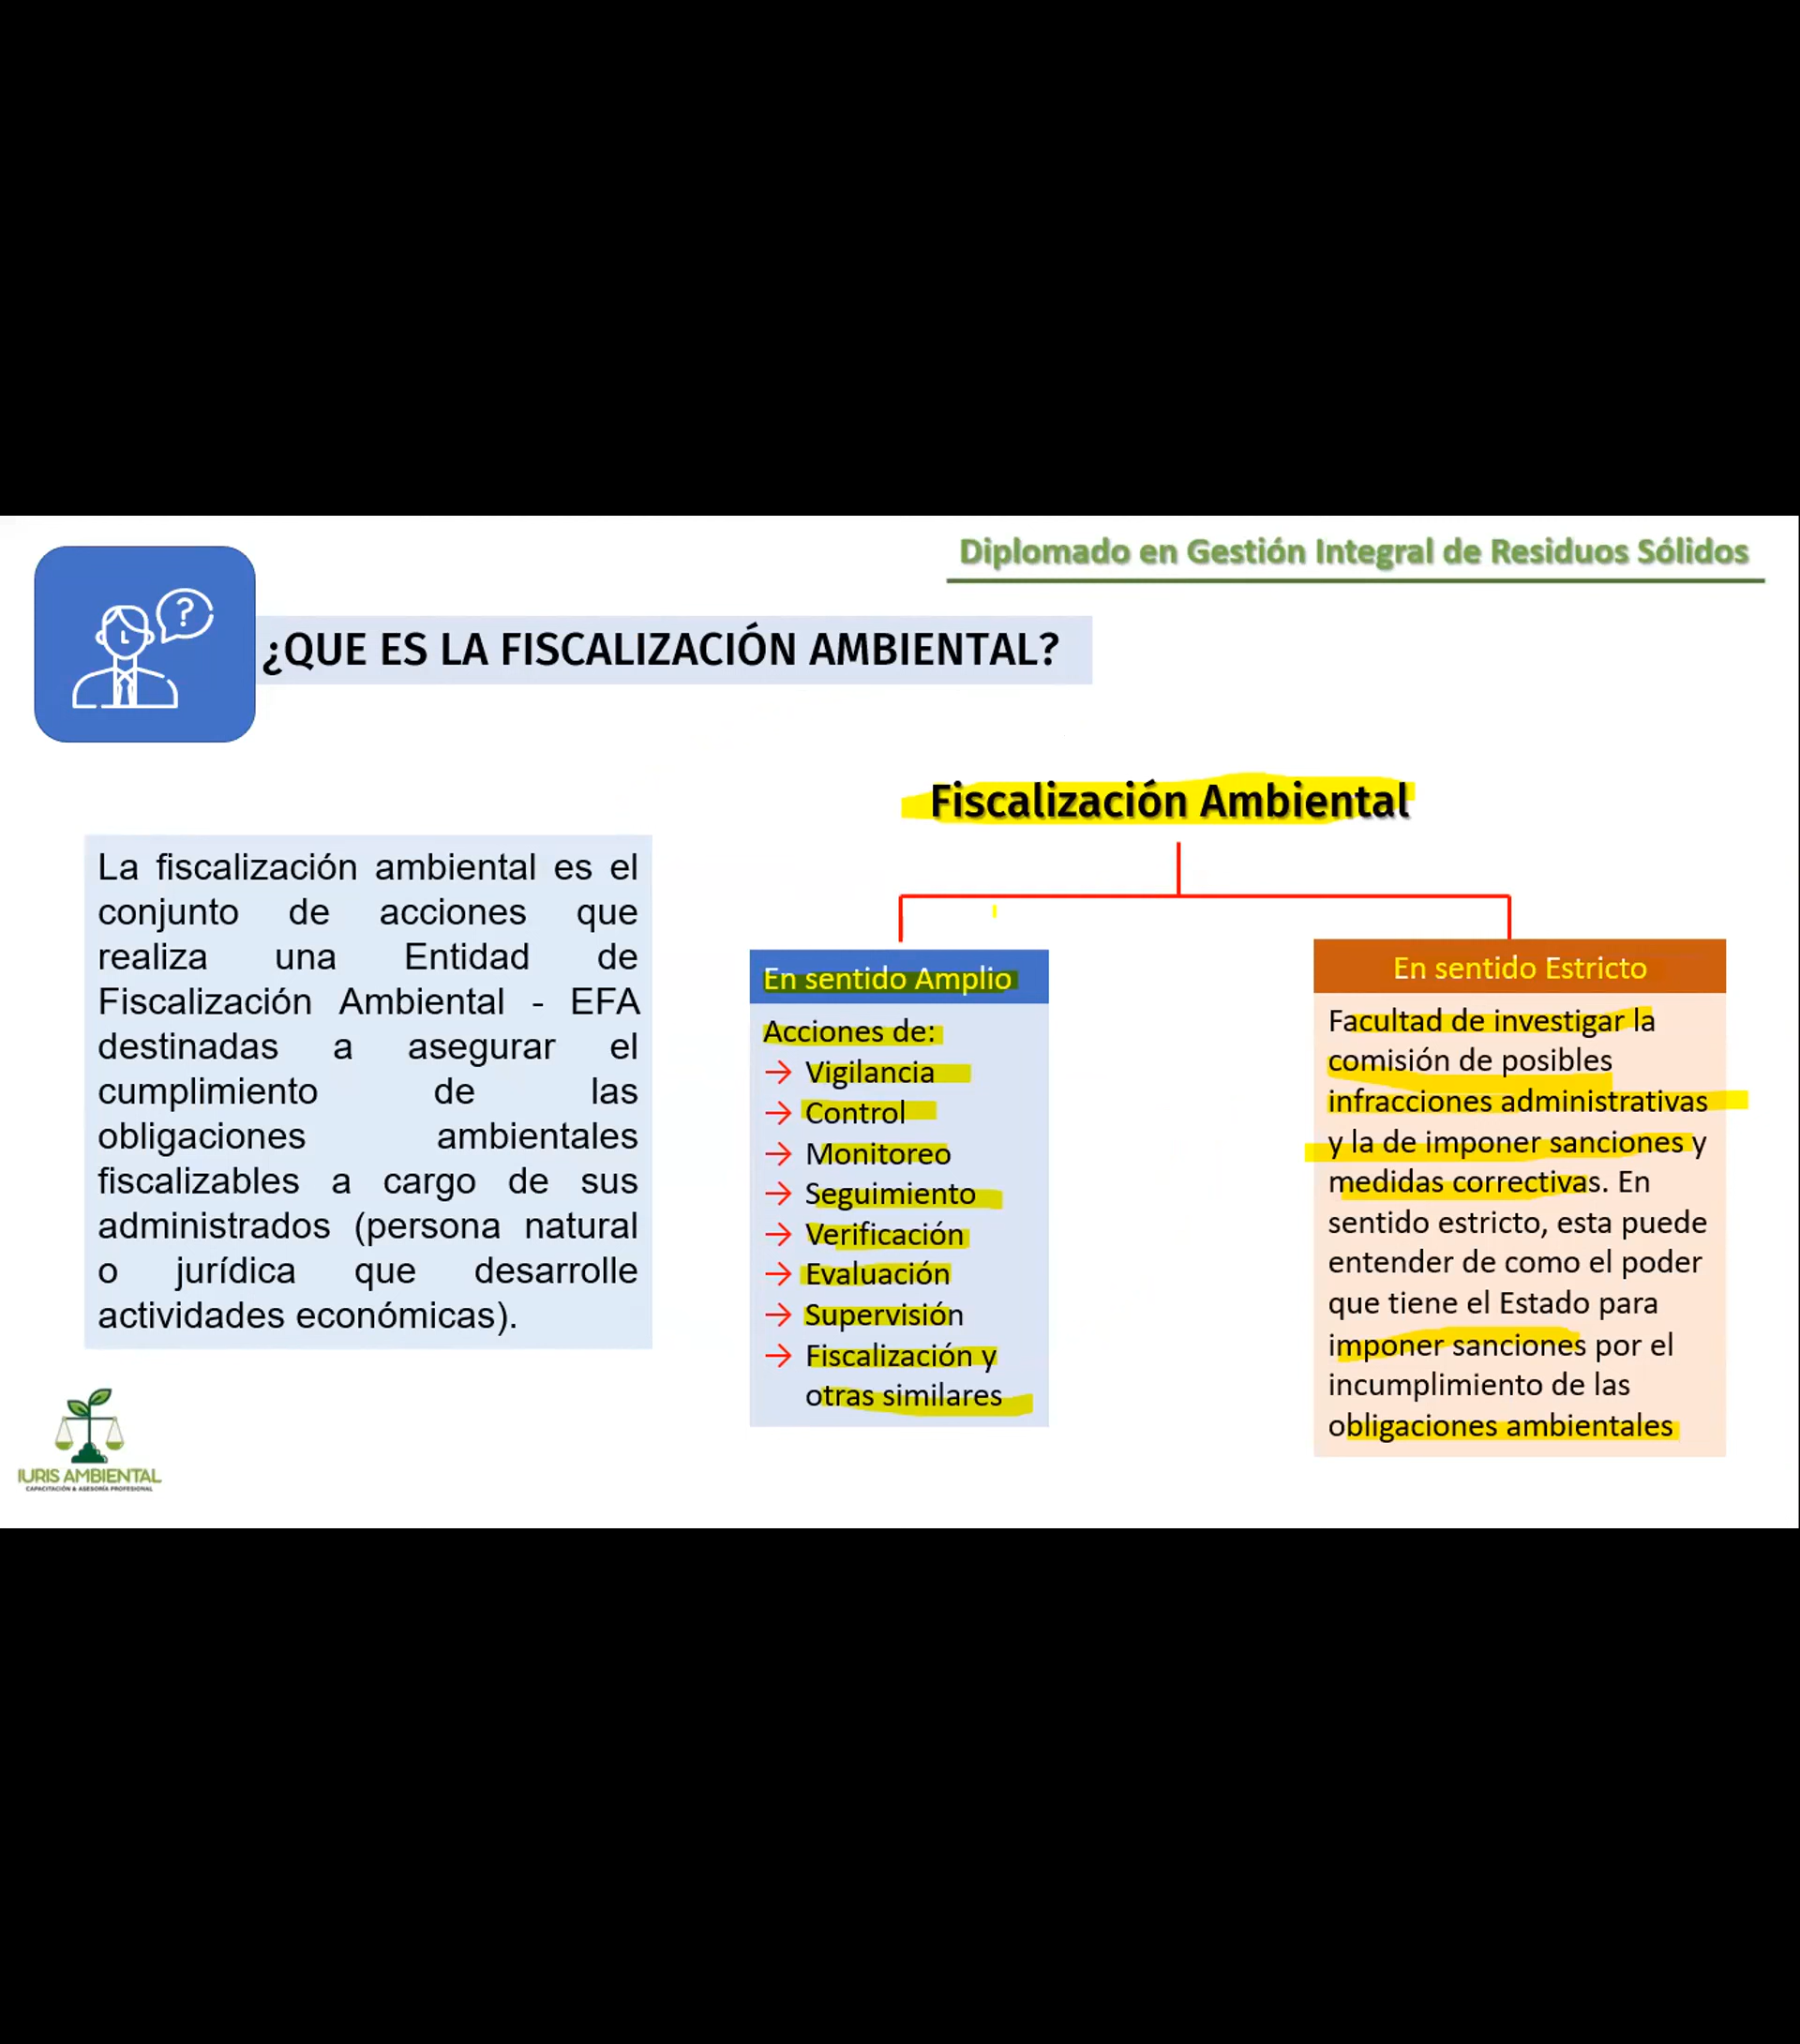 Diplomado en Gestión Integral de Residuos Sólidos
?
¿QUE ES LA FISCALIZACIÓN AMBIENTAL?
La fiscalización ambiental es el
conjunto de acciones que
realiza una Entidad de
Fiscalización Ambiental - EFA
destinadas a asegurar el
cumplimiento de las
obligaciones ambientales
fiscalizables a cargo de sus
administrados (persona natural
o jurídica que desarrolle
actividades económicas).
Fiscalización Ambiental
En sentido Amplio
Acciones de:
→ Vigilancia
→ Control
→ Monitoreo
→ Seguimiento
→ Verificación
→ Evaluación
→ Supervisión
→ Fiscalización y
otras similares
En sentido Estricto
Facultad de investigar la
comisión de posibles
infracciones administrativas
y la de imponer sanciones y
medidas correctivas. En
sentido estricto, esta puede
entender de como el poder
que tiene el Estado para
imponer sanciones por el
incumplimiento de las
obligaciones ambientales
IURIS AMBIENTAL
CAPACITACIÓN & ASESORÍA PROFESIONAL